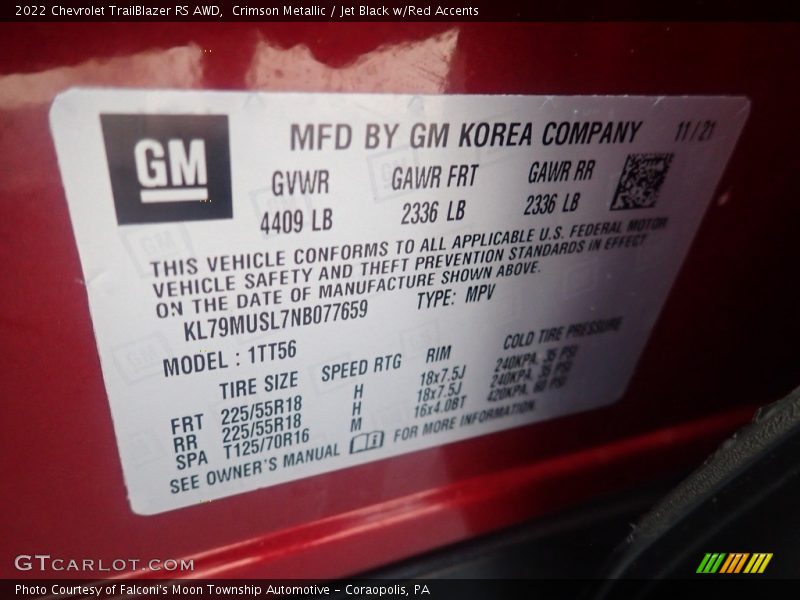 2022 Chevrolet TrailBlazer RS AWD,  Crimson Metallic / Jet Black w/Red Accents
GM
MFD BY GM KOREA COMPANY 11/21
GVWR GAWR FRT GAWR RR
4409 LB 2336 LB 2336 LB
THIS VEHICLE CONFORMS TO ALL APPLICABLE U.S. FEDERAL MOTOR
VEHICLE SAFETY AND THEFT PREVENTION STANDARDS IN EFFECT
ON THE DATE OF MANUFACTURE SHOWN ABOVE.
KL79MUSL7NB077659 TYPE: MPV
MODEL : 1TT56
TIRE SIZE SPEED RTG RIM COLD TIRE PRESSURE
FRT 225/55R18 H 18x7.5J 240KPA, 35 PSI
RR 225/55R18 H 18x7.5J 240KPA, 35 PSI
SPA T125/70R16 M 16x4.0BT 420KPA, 60 PSI
SEE OWNER'S MANUAL FOR MORE INFORMATION.
GTCARLOT.COM
Photo Courtesy of Falconi's Moon Township Automotive - Coraopolis, PA